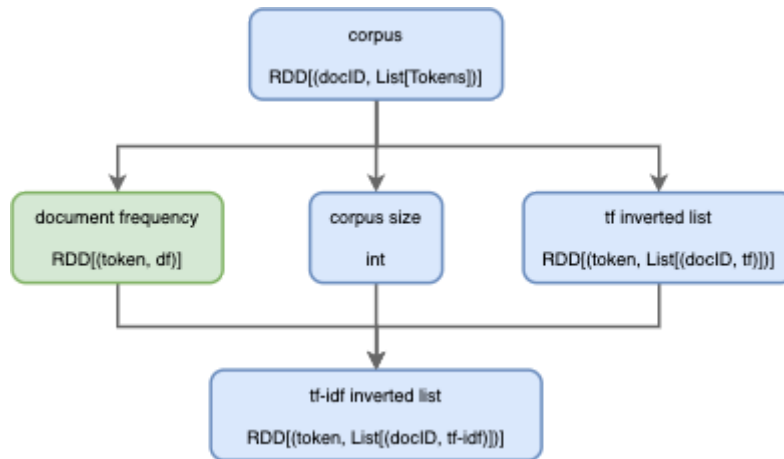 corpus
RDD[(docID, List[Tokens])]
document frequency
RDD[(token, df)]
corpus size
int
tf inverted list
RDD[(token, List[(docID, tf)])]
tf-idf inverted list
RDD[(token, List[(docID, tf-idf)])]